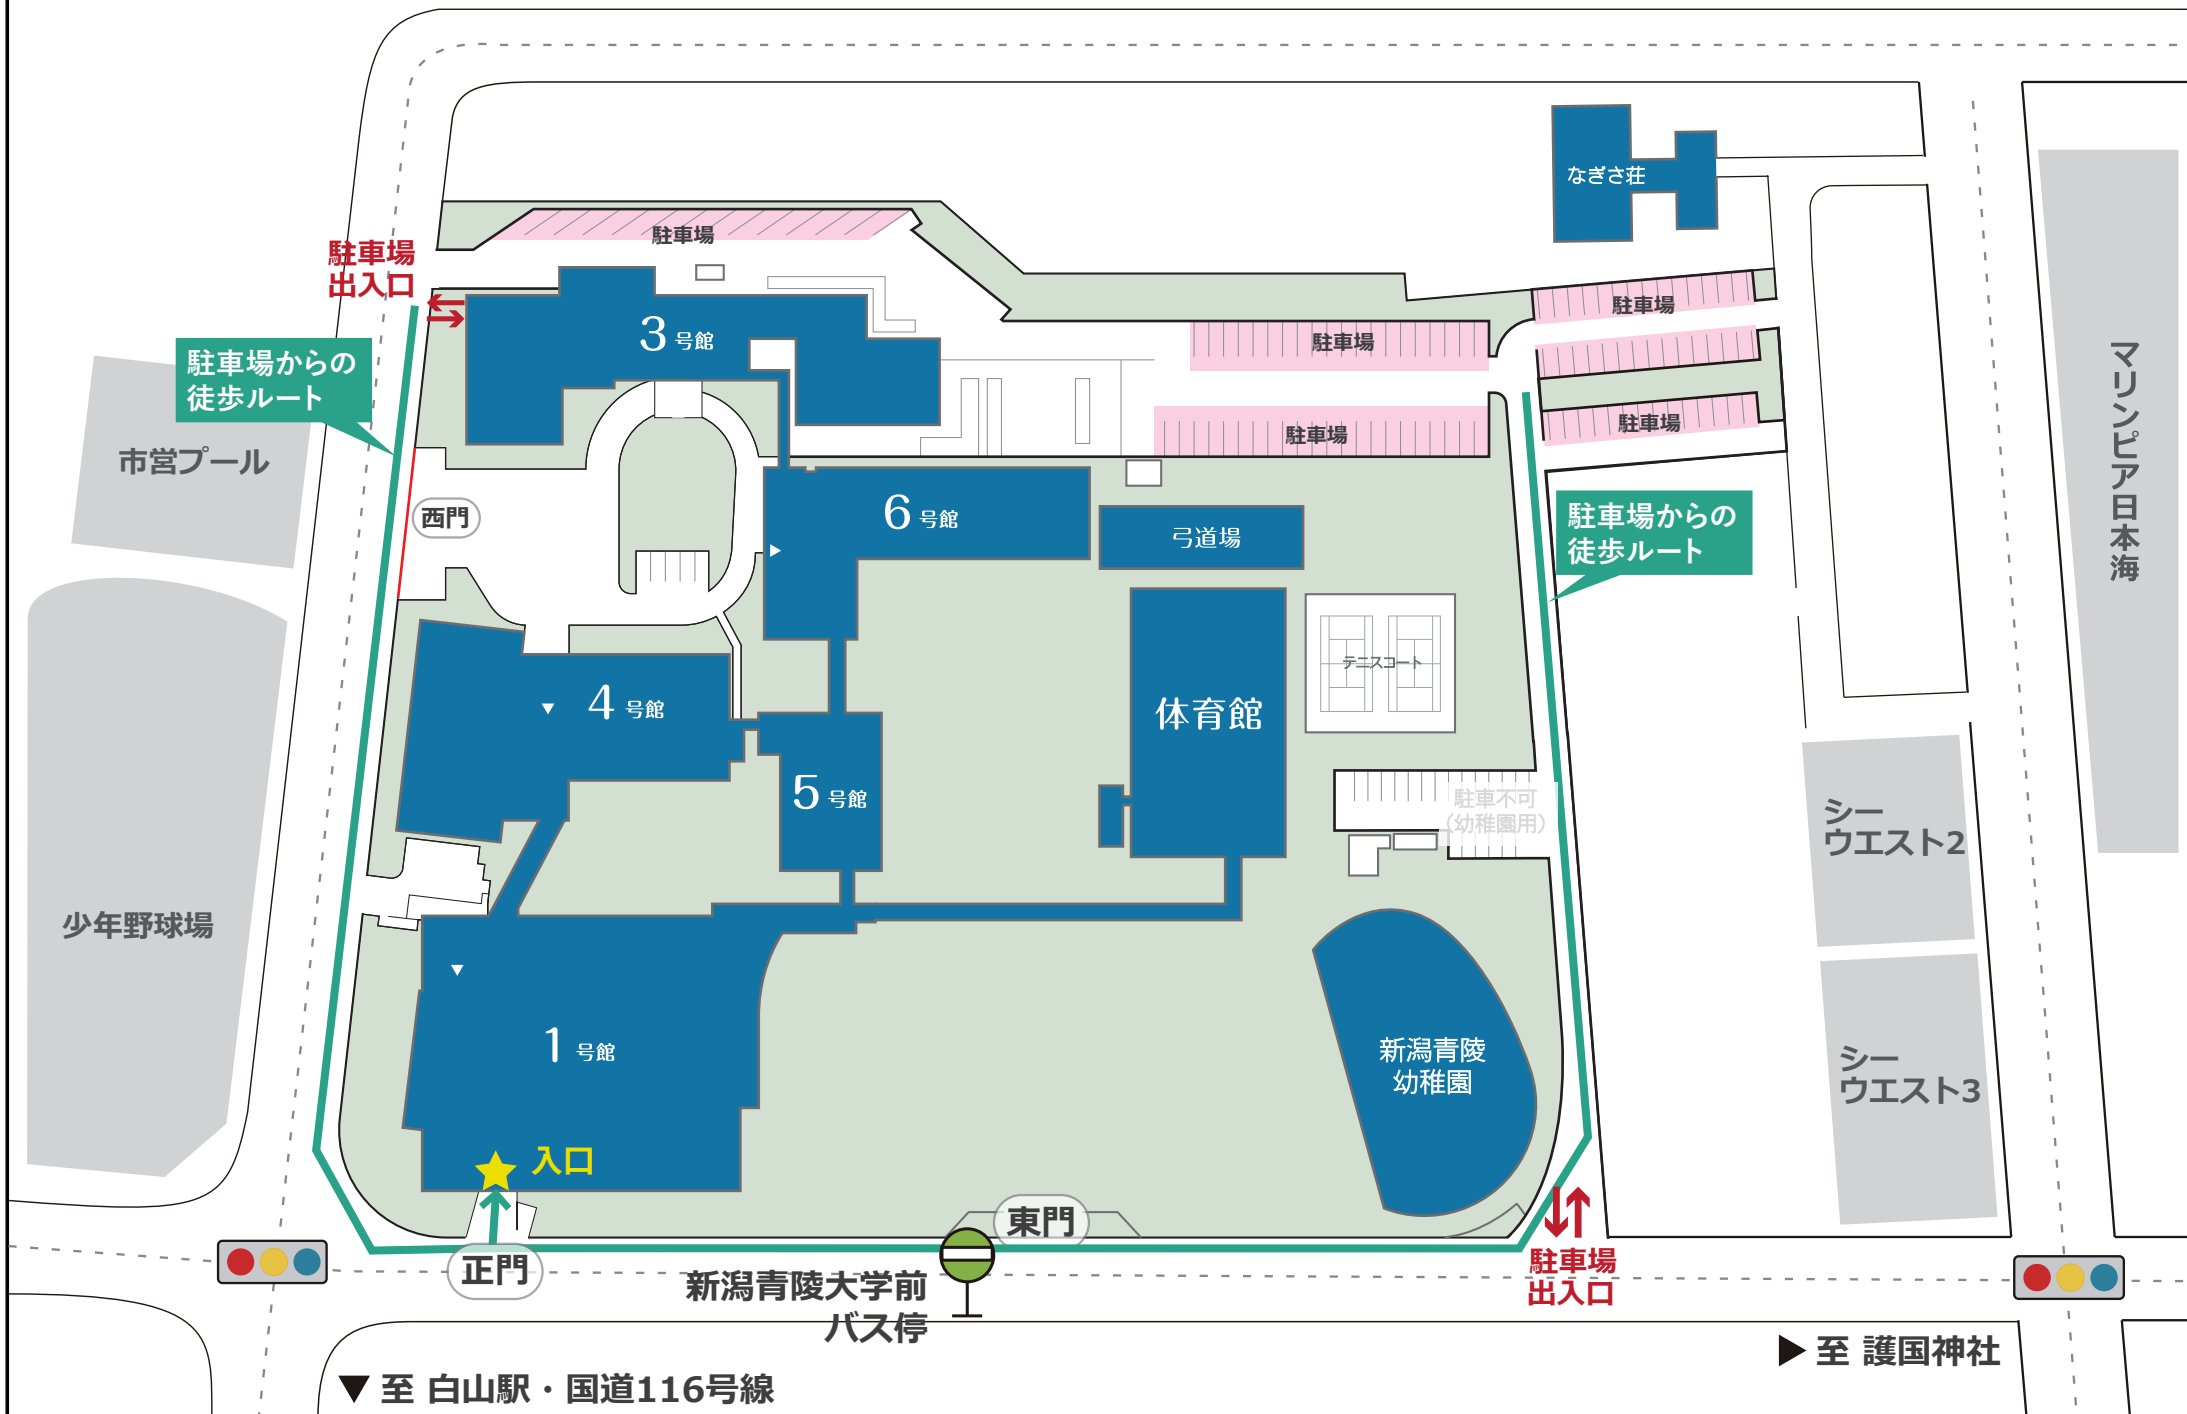 なぎさ荘
駐車場
駐車場
出入口
駐車場
3 号館
駐車場
駐車場からの
徒歩ルート
マリンピア日本海
駐車場
駐車場
市営プール
西門
6 号館
弓道場
駐車場からの
徒歩ルート
テニスコート
4 号館
体育館
5 号館
駐車不可
（幼稚園用）
シー
ウエスト2
少年野球場
1 号館
新潟青陵
幼稚園
シー
ウエスト3
入口
東門
正門
新潟青陵大学前
バス停
駐車場
出入口
▶ 至 護国神社
▼ 至 白山駅・国道116号線